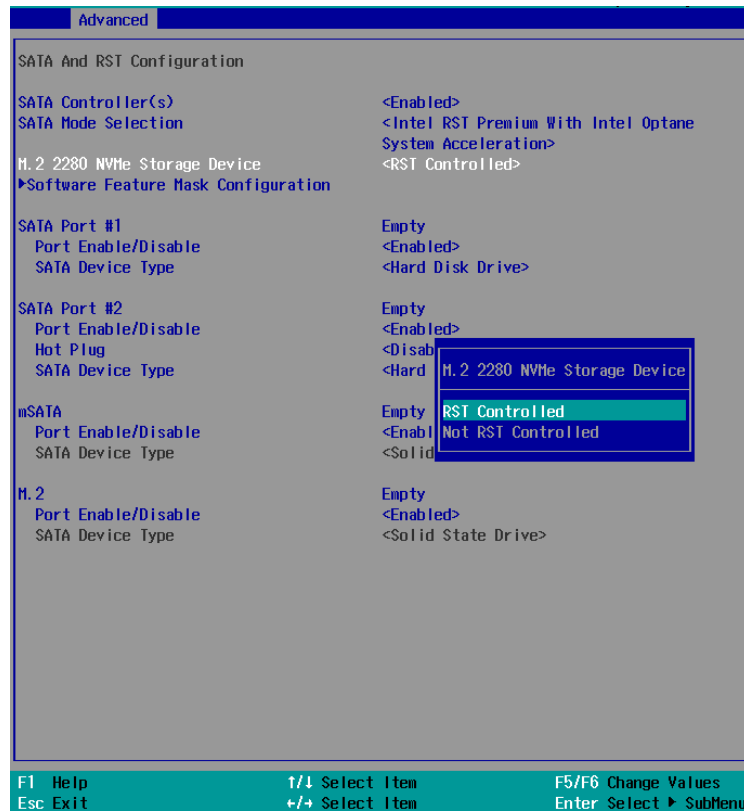 Advanced
SATA And RST Configuration
SATA Controller(s) <Enabled>
SATA Mode Selection <Intel RST Premium With Intel Optane
System Acceleration>
M.2 2280 NVMe Storage Device <RST Controlled>
▶Software Feature Mask Configuration
SATA Port #1 Empty
Port Enable/Disable <Enabled>
SATA Device Type <Hard Disk Drive>
SATA Port #2 Empty
Port Enable/Disable <Enabled>
Hot Plug <Disab
SATA Device Type <Hard
M.2 2280 NVMe Storage Device
RST Controlled
Not RST Controlled
mSATA Empty
Port Enable/Disable <Enabl
SATA Device Type <Solid
M.2 Empty
Port Enable/Disable <Enabled>
SATA Device Type <Solid State Drive>
F1 Help ↑/↓ Select Item F5/F6 Change Values
Esc Exit ←/→ Select Item Enter Select ▶ SubMenu